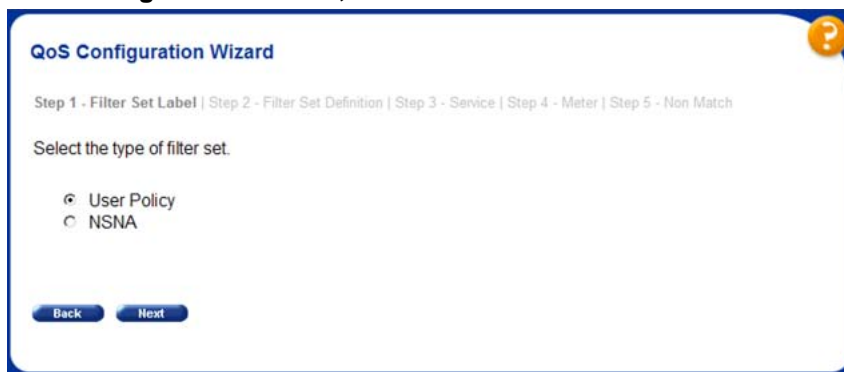 QoS Configuration Wizard
?
Step 1 - Filter Set Label | Step 2 - Filter Set Definition | Step 3 - Service | Step 4 - Meter | Step 5 - Non Match
Select the type of filter set.
User Policy
NSNA
Back Next